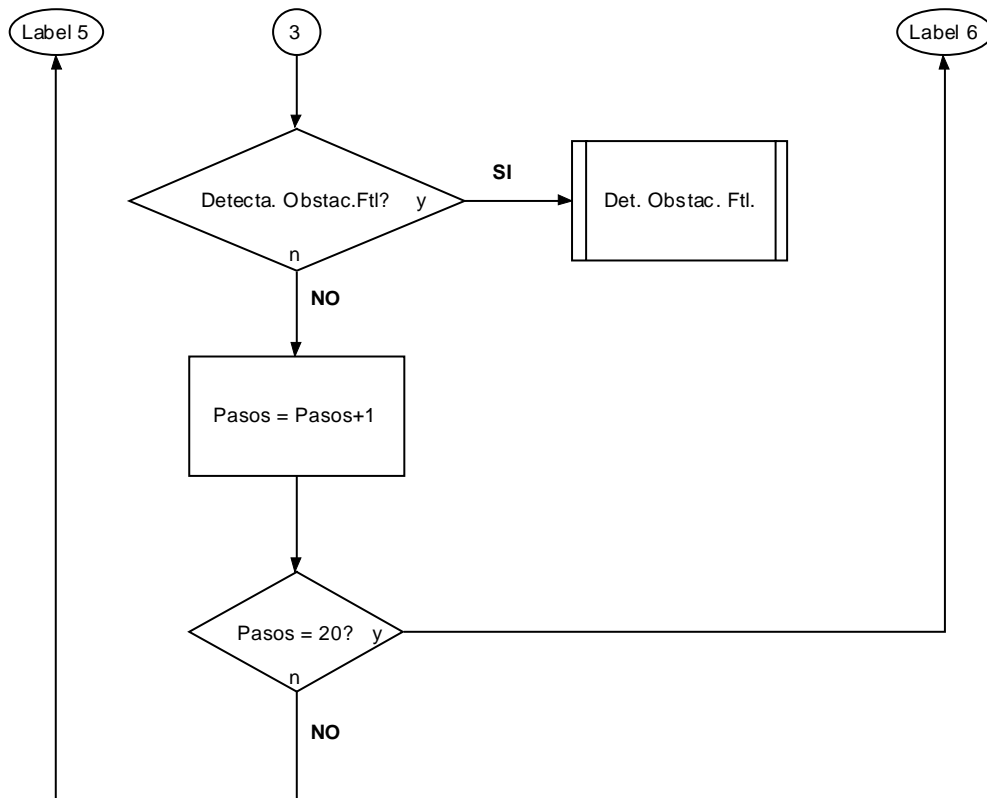 Label 5
3
Label 6
SI
Detecta. Obstac.Ftl? y
Det. Obstac. Ftl.
n
NO
Pasos = Pasos+1
Pasos = 20? y
n
NO